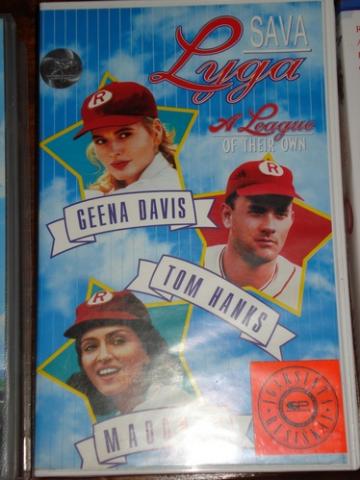 SAVA
Lyga
A League
OF THEIR OWN
R
GEENA DAVIS
R
TOM HANKS
R